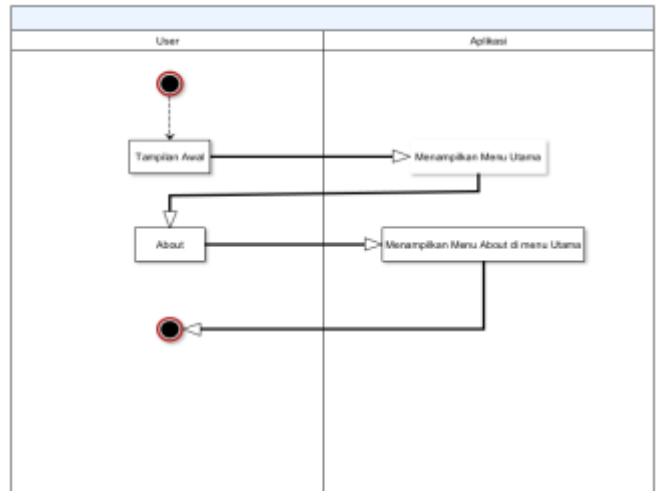 User
Aplikasi
Tampilan Awal
Menampilkan Menu Utama
About
Menampilkan Menu About di menu Utama